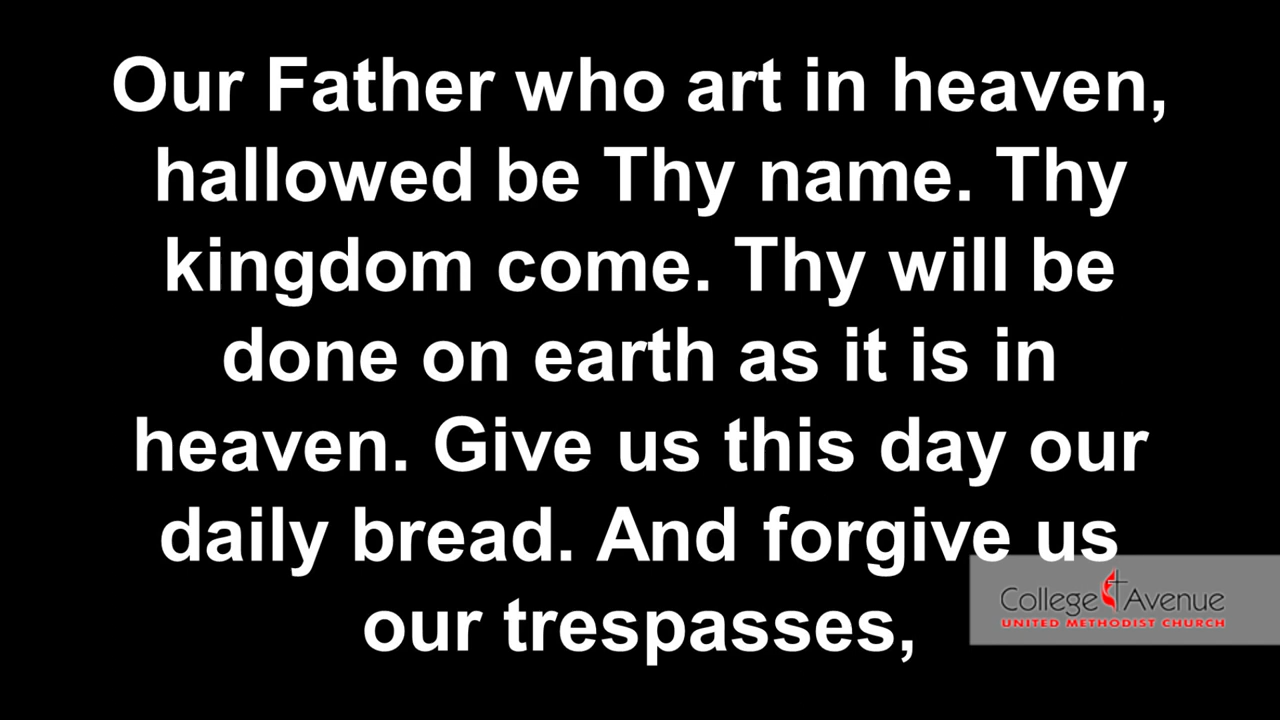 Our Father who art in heaven,
hallowed be Thy name. Thy
kingdom come. Thy will be
done on earth as it is in
heaven. Give us this day our
daily bread. And forgive us
our trespasses,
College Avenue
UNITED METHODIST CHURCH